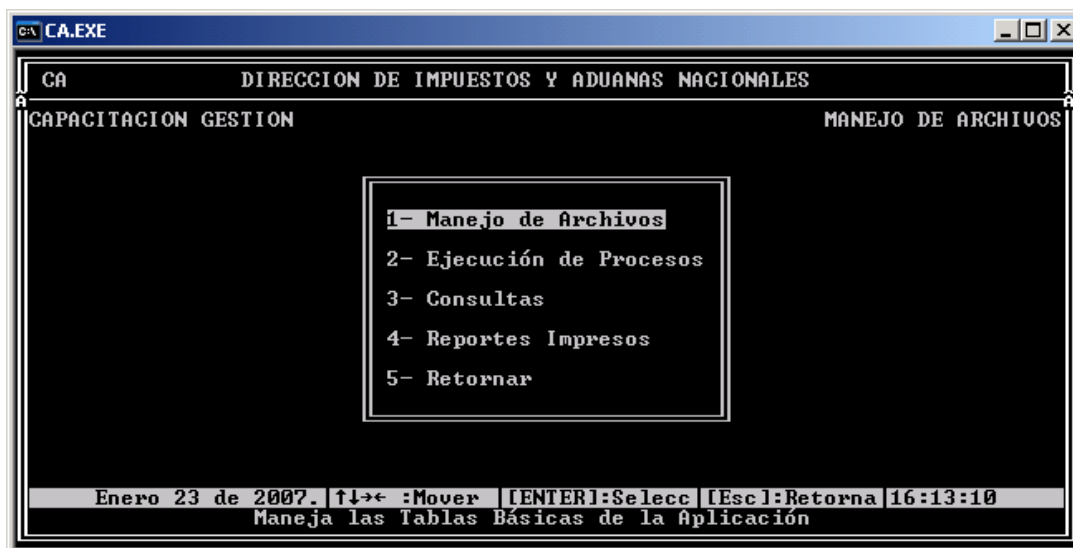 CA.EXE
CA DIRECCION DE IMPUESTOS Y ADUANAS NACIONALES
CAPACITACION GESTION MANEJO DE ARCHIVOS
1- Manejo de Archivos
2- Ejecución de Procesos
3- Consultas
4- Reportes Impresos
5- Retornar
Enero 23 de 2007.|↑↓→← :Mover |[ENTER]:Selecc|[Esc]:Retorna|16:13:10
Maneja las Tablas Básicas de la Aplicación